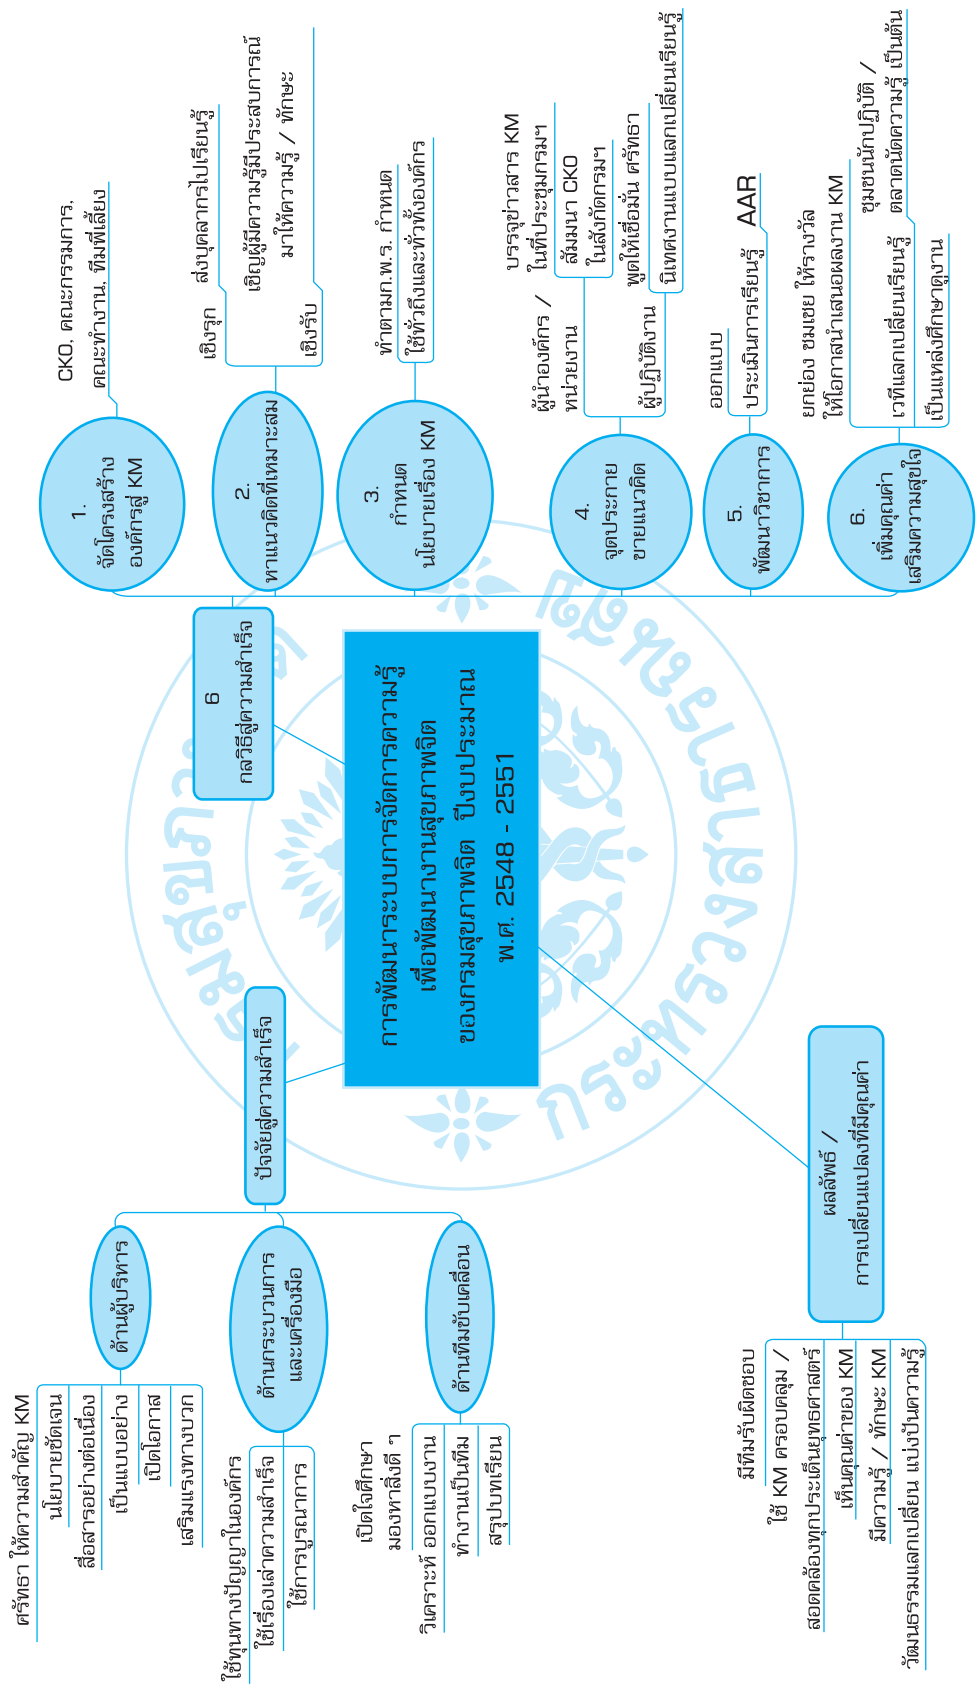 การพัฒนาระบบการจัดการความรู้
เพื่อพัฒนางานสุขภาพจิต
ของกรมสุขภาพจิต ปีงบประมาณ
พ.ศ. 2548 - 2551
6
กลวิธีสู่ความสำเร็จ
1.
จัดโครงสร้าง
องค์กรสู่ KM
CKO, คณะกรรมการ,
คณะทำงาน, ทีมพี่เลี้ยง
2.
หาแนวคิดที่เหมาะสม
เชิงรุก
ส่งบุคลากรไปเรียนรู้
เชิงรับ
เชิญผู้มีความรู้มีประสบการณ์
มาให้ความรู้ / ทักษะ
3.
กำหนด
นโยบายเรื่อง KM
ทำตามก.พ.ร. กำหนด
ใช้ทั่วถึงและทั่วทั้งองค์กร
4.
จุดประกาย
ขายแนวคิด
ผู้นำองค์กร /
หน่วยงาน
บรรจุข่าวสาร KM
ในที่ประชุมกรมฯ
สัมมนา CKO
ในสังกัดกรมฯ
ผู้ปฏิบัติงาน
พูดให้เชื่อมั่น ศรัทธา
นิเทศงานแบบแลกเปลี่ยนเรียนรู้
5.
พัฒนาวิชาการ
ออกแบบ
ประเมินการเรียนรู้
AAR
6.
เพิ่มคุณค่า
เสริมความสุขใจ
ยกย่อง ชมเชย ให้รางวัล
ให้โอกาสนำเสนอผลงาน KM
เวทีแลกเปลี่ยนเรียนรู้
ชุมชนนักปฏิบัติ /
ตลาดนัดความรู้ เป็นต้น
เป็นแหล่งศึกษาดูงาน
ปัจจัยสู่ความสำเร็จ
ด้านผู้บริหาร
ศรัทธา ให้ความสำคัญ KM
นโยบายชัดเจน
สื่อสารอย่างต่อเนื่อง
เป็นแบบอย่าง
เปิดโอกาส
เสริมแรงทางบวก
ด้านกระบวนการ
และเครื่องมือ
ใช้ทุนทางปัญญาในองค์กร
ใช้เรื่องเล่าความสำเร็จ
ใช้การบูรณาการ
ด้านทีมขับเคลื่อน
เปิดใจศึกษา
มองหาสิ่งดี ๆ
วิเคราะห์ ออกแบบงาน
ทำงานเป็นทีม
สรุปบทเรียน
ผลลัพธ์ /
การเปลี่ยนแปลงที่มีคุณค่า
มีทีมรับผิดชอบ
ใช้ KM ครอบคลุม /
สอดคล้องทุกประเด็นยุทธศาสตร์
เห็นคุณค่าของ KM
มีความรู้ / ทักษะ KM
วัฒนธรรมแลกเปลี่ยน แบ่งปันความรู้
กระทรวงสาธารณสุข